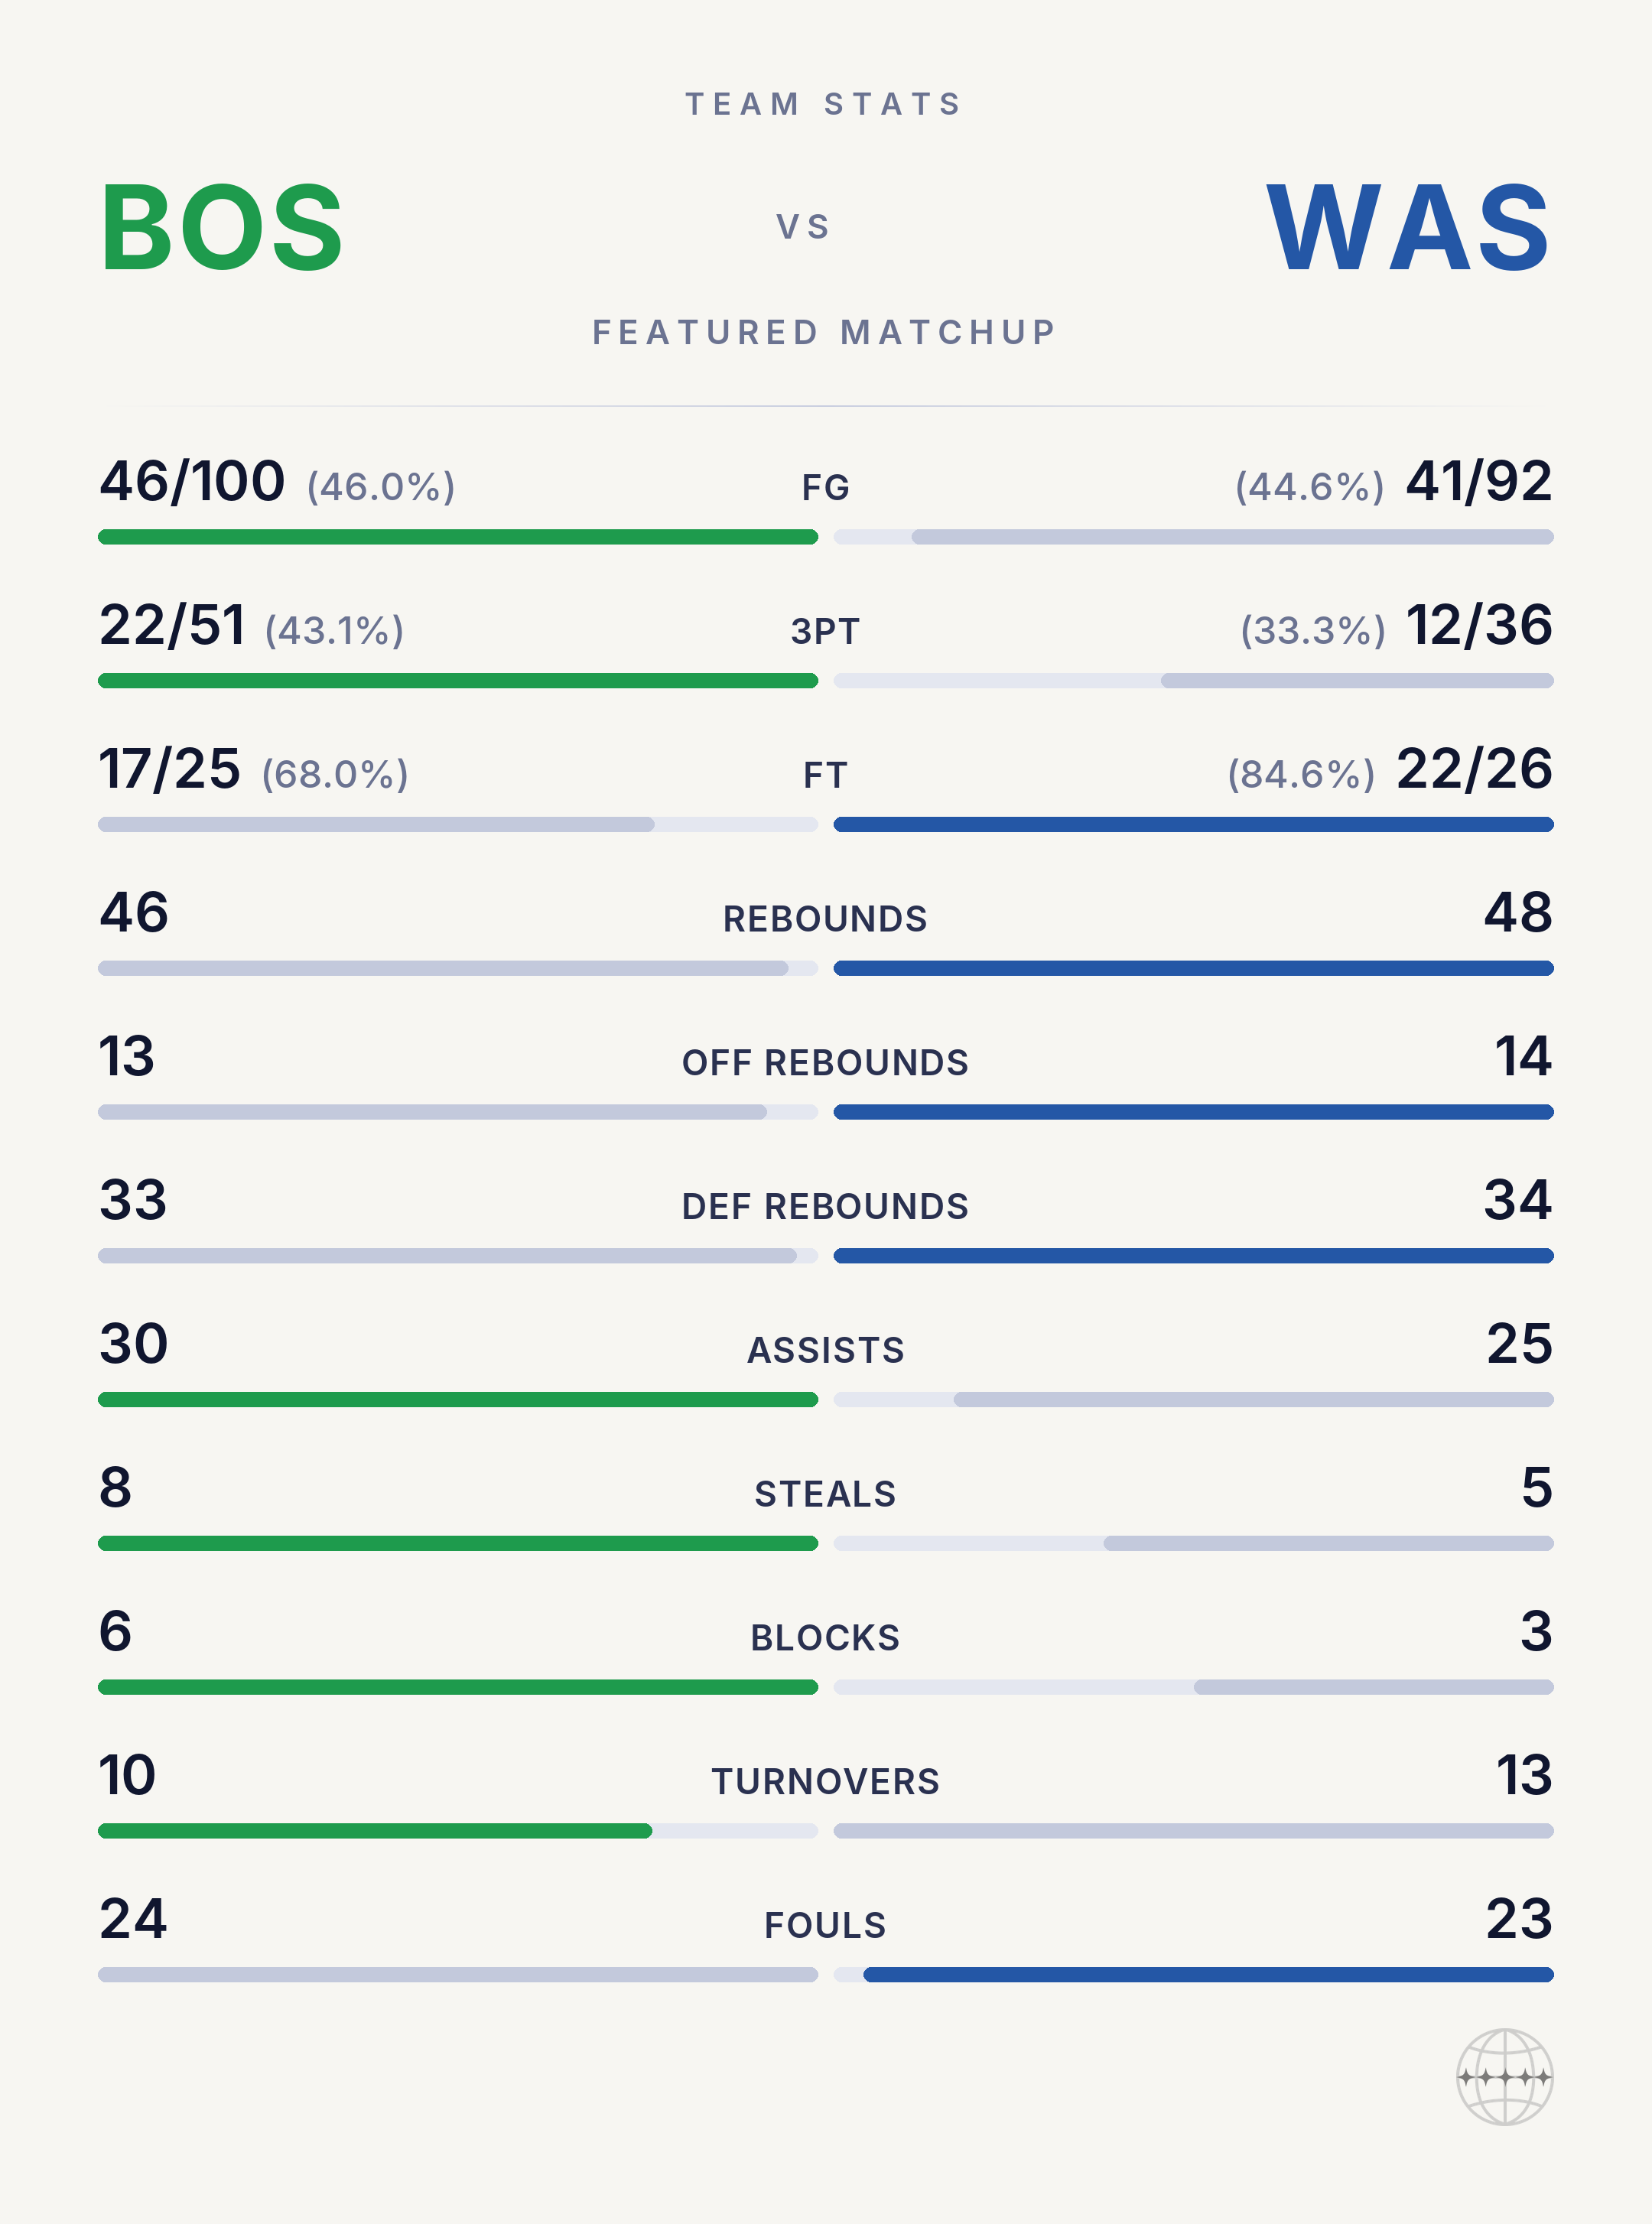 TEAM STATS
BOS VS WAS
FEATURED MATCHUP
46/100 (46.0%) FG (44.6%) 41/92
22/51 (43.1%) 3PT (33.3%) 12/36
17/25 (68.0%) FT (84.6%) 22/26
46 REBOUNDS 48
13 OFF REBOUNDS 14
33 DEF REBOUNDS 34
30 ASSISTS 25
8 STEALS 5
6 BLOCKS 3
10 TURNOVERS 13
24 FOULS 23